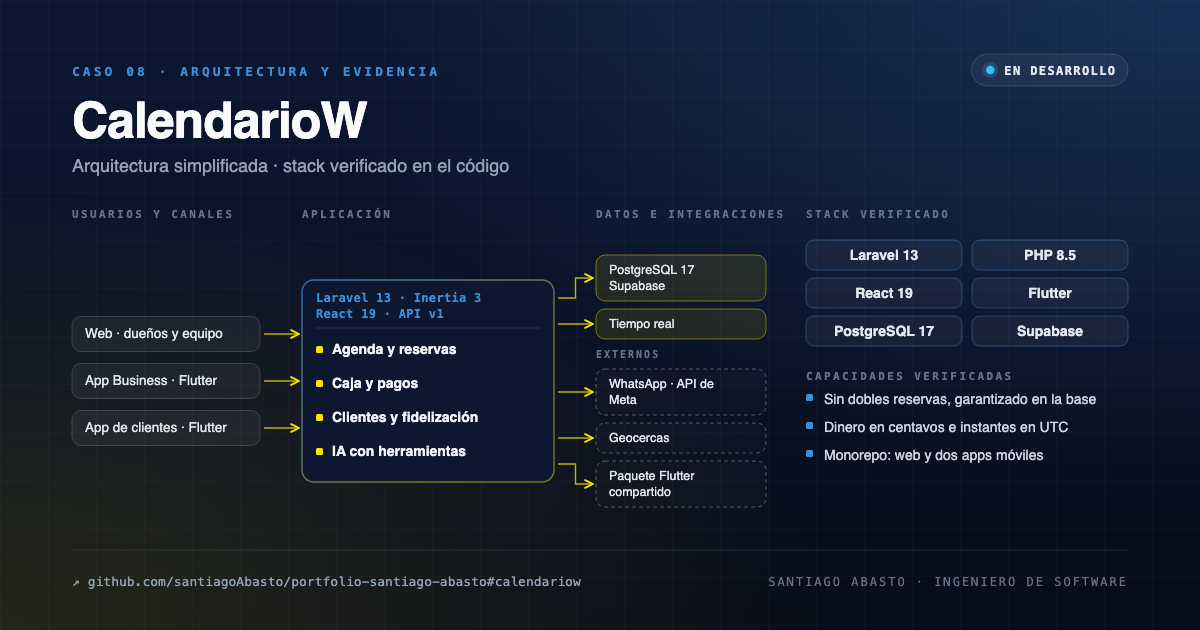 CASO 08 · ARQUITECTURA Y EVIDENCIA
EN DESARROLLO
CalendarioW
Arquitectura simplificada · stack verificado en el código
USUARIOS Y CANALES
Web · dueños y equipo
App Business · Flutter
App de clientes · Flutter
APLICACIÓN
Laravel 13 · Inertia 3
React 19 · API v1
Agenda y reservas
Caja y pagos
Clientes y fidelización
IA con herramientas
DATOS E INTEGRACIONES
PostgreSQL 17
Supabase
Tiempo real
EXTERNOS
WhatsApp · API de
Meta
Geocercas
Paquete Flutter
compartido
STACK VERIFICADO
Laravel 13
PHP 8.5
React 19
Flutter
PostgreSQL 17
Supabase
CAPACIDADES VERIFICADAS
Sin dobles reservas, garantizado en la base
Dinero en centavos e instantes en UTC
Monorepo: web y dos apps móviles
↗ github.com/santiagoAbasto/portfolio-santiago-abasto#calendariow
SANTIAGO ABASTO · INGENIERO DE SOFTWARE